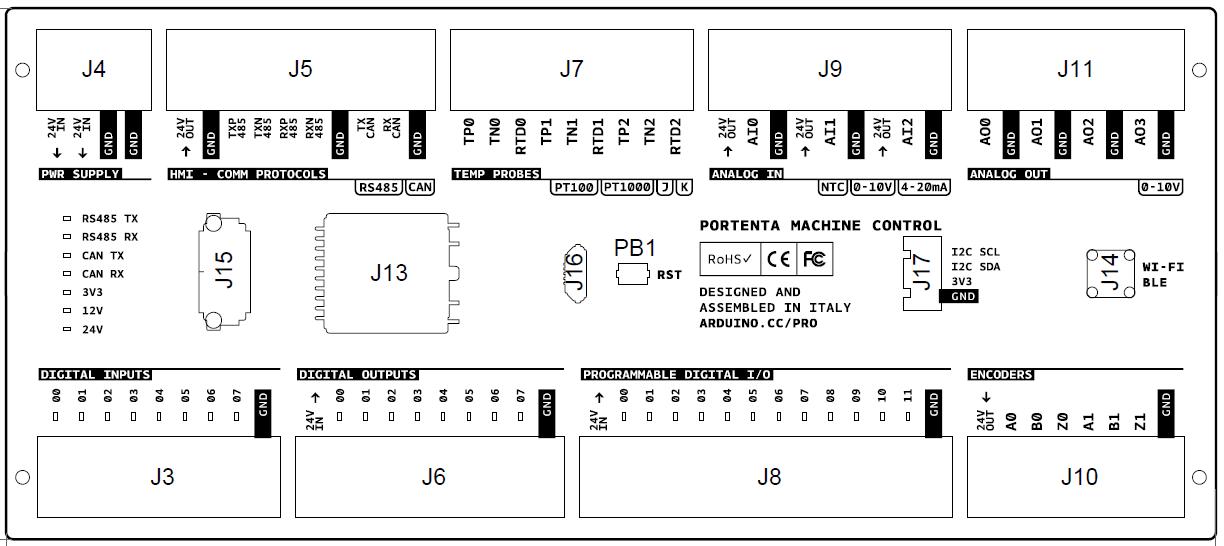 J4
J5
J7
J9
J11
24V IN
24V IN
GND
GND
24V OUT
GND
TXP 485
TXN 485
RXP 485
RXN 485
GND
TX CAN
RX CAN
GND
TP0
TN0
RTD0
TP1
TN1
RTD1
TP2
TN2
RTD2
24V OUT
AI0
GND
24V OUT
AI1
GND
24V OUT
AI2
GND
AO0
GND
AO1
GND
AO2
GND
AO3
GND
PWR SUPPLY
HMI - COMM PROTOCOLS
RS485
CAN
TEMP PROBES
PT100
PT1000
J
K
ANALOG IN
NTC
0-10V
4-20mA
ANALOG OUT
0-10V
RS485 TX
RS485 RX
CAN TX
CAN RX
3V3
12V
24V
J15
J13
J16
PB1
RST
PORTENTA MACHINE CONTROL
RoHS✓
CE
FC
DESIGNED AND
ASSEMBLED IN ITALY
ARDUINO.CC/PRO
J17
I2C SCL
I2C SDA
3V3
GND
J14
WI-FI
BLE
DIGITAL INPUTS
00
01
02
03
04
05
06
07
GND
DIGITAL OUTPUTS
24V IN
00
01
02
03
04
05
06
07
GND
PROGRAMMABLE DIGITAL I/O
24V IN
00
01
02
03
04
05
06
07
08
09
10
11
GND
ENCODERS
24V OUT
A0
B0
Z0
A1
B1
Z1
GND
J3
J6
J8
J10